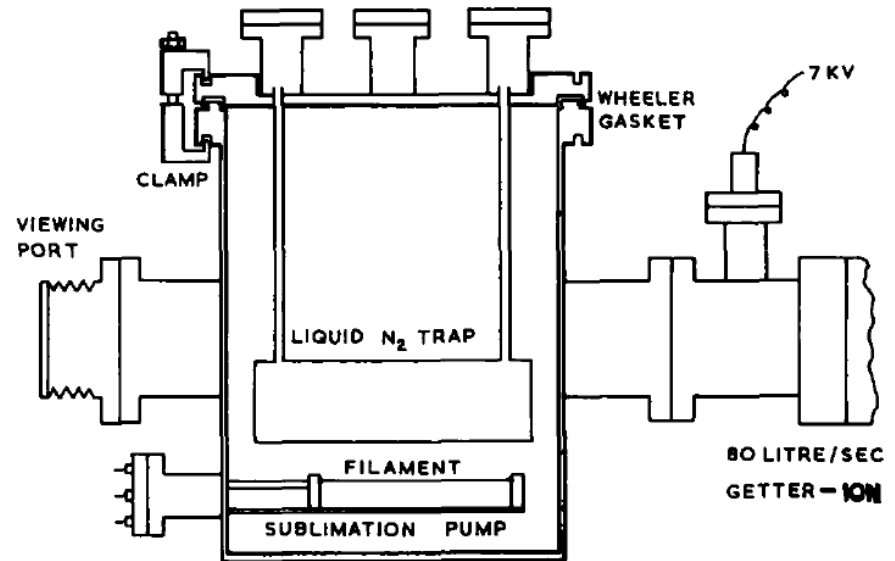 7 KV
WHEELER
GASKET
CLAMP
VIEWING
PORT
LIQUID N₂ TRAP
FILAMENT
SUBLIMATION PUMP
80 LITRE/SEC
GETTER-ION